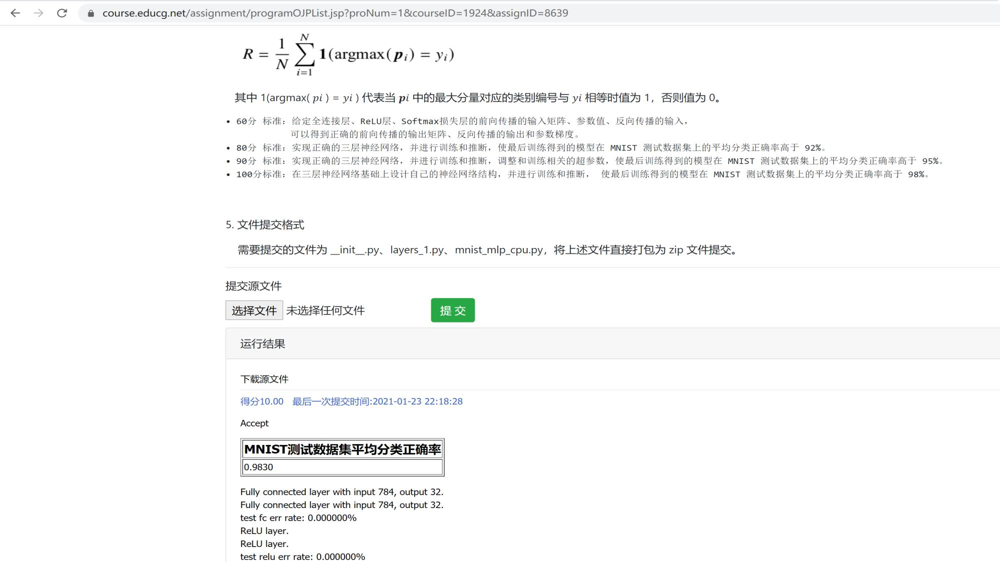 course.educg.net/assignment/programOJPList.jsp?proNum=1&courseID=1924&assignID=8639
R = 1/N ∑_{i=1}^{N} 1(argmax(p_i) = y_i)
其中 1(argmax( pi ) = yi ) 代表当 pi 中的最大分量对应的类别编号与 yi 相等时值为 1，否则值为 0。
• 60分 标准：给定全连接层、ReLU层、Softmax损失层的前向传播的输入矩阵、参数值、反向传播的输入，
可以得到正确的前向传播的输出矩阵、反向传播的输出和参数梯度。
• 80分 标准：实现正确的三层神经网络，并进行训练和推断，使最后训练得到的模型在 MNIST 测试数据集上的平均分类正确率高于 92%。
• 90分 标准：实现正确的三层神经网络，并进行训练和推断，调整和训练相关的超参数，使最后训练得到的模型在 MNIST 测试数据集上的平均分类正确率高于 95%。
• 100分标准：在三层神经网络基础上设计自己的神经网络结构，并进行训练和推断， 使最后训练得到的模型在 MNIST 测试数据集上的平均分类正确率高于 98%。
5. 文件提交格式
需要提交的文件为 __init__.py、layers_1.py、mnist_mlp_cpu.py，将上述文件直接打包为 zip 文件提交。
提交源文件
选择文件 未选择任何文件 提 交
运行结果
下载源文件
得分10.00 最后一次提交时间:2021-01-23 22:18:28
Accept
MNIST测试数据集平均分类正确率
0.9830
Fully connected layer with input 784, output 32.
Fully connected layer with input 784, output 32.
test fc err rate: 0.000000%
ReLU layer.
ReLU layer.
test relu err rate: 0.000000%